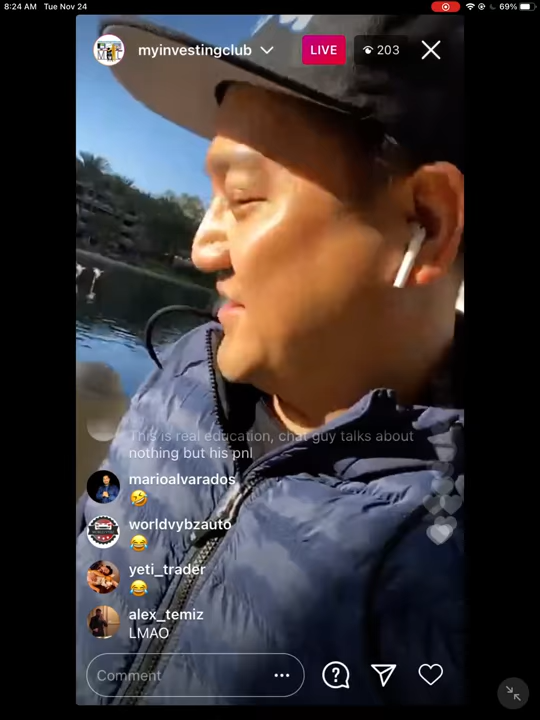 8:24 AM Tue Nov 24
69%
myinvestingclub
LIVE
203
This is real education, chat guy talks about
nothing but his pnl
marioalvarados
🤣
worldvybzauto
😂
yeti_trader
😂
alex_temiz
LMAO
Comment